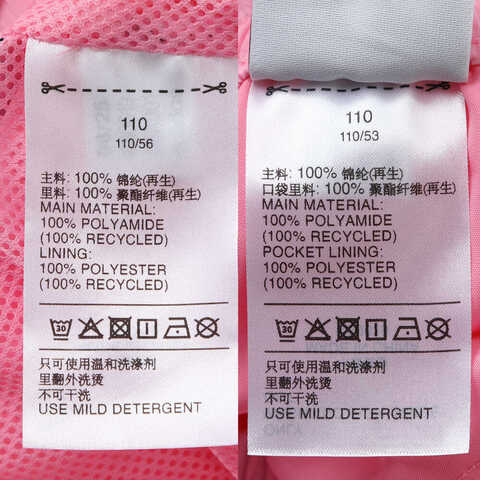 110
110/56
主料: 100% 锦纶(再生)
里料: 100% 聚酯纤维(再生)
MAIN MATERIAL:
100% POLYAMIDE
(100% RECYCLED)
LINING:
100% POLYESTER
(100% RECYCLED)
30
只可使用温和洗涤剂
里翻外洗烫
不可干洗
USE MILD DETERGENT
110
110/53
主料: 100% 锦纶(再生)
口袋里料: 100% 聚酯纤维(再生)
MAIN MATERIAL:
100% POLYAMIDE
(100% RECYCLED)
POCKET LINING:
100% POLYESTER
(100% RECYCLED)
30
只可使用温和洗涤剂
里翻外洗烫
不可干洗
USE MILD DETERGENT